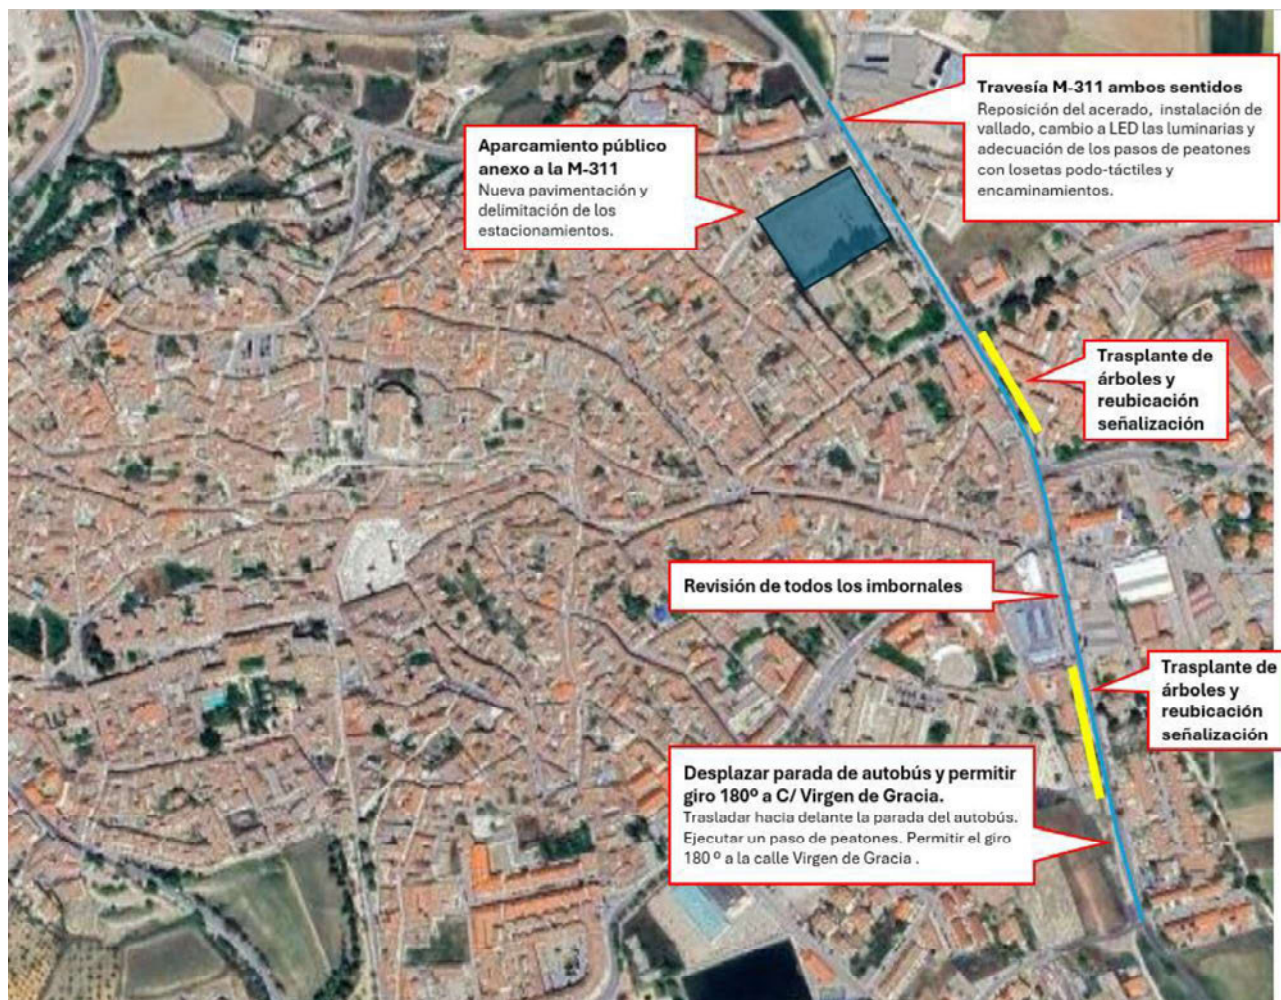 Travesía M-311 ambos sentidos
Reposición del acerado, instalación de
vallado, cambio a LED las luminarias y
adecuación de los pasos de peatones
con losetas podo-táctiles y
encaminamientos.
Aparcamiento público
anexo a la M-311
Nueva pavimentación y
delimitación de los
estacionamientos.
Trasplante de
árboles y
reubicación
señalización
Revisión de todos los imbornales
Trasplante de
árboles y
reubicación
señalización
Desplazar parada de autobús y permitir
giro 180º a C/ Virgen de Gracia.
Trasladar hacia delante la parada del autobús.
Ejecutar un paso de peatones. Permitir el giro
180 º a la calle Virgen de Gracia .